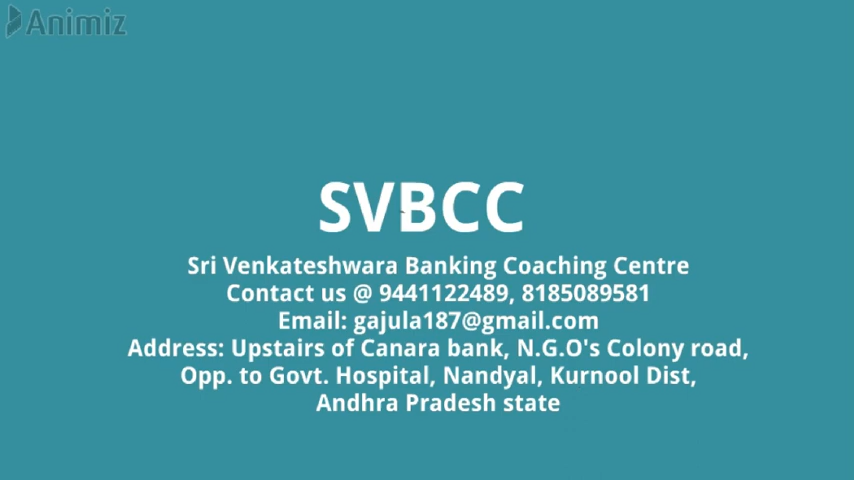 Animiz
SVBCC
Sri Venkateshwara Banking Coaching Centre
Contact us @ 9441122489, 8185089581
Email: gajula187@gmail.com
Address: Upstairs of Canara bank, N.G.O's Colony road,
Opp. to Govt. Hospital, Nandyal, Kurnool Dist,
Andhra Pradesh state